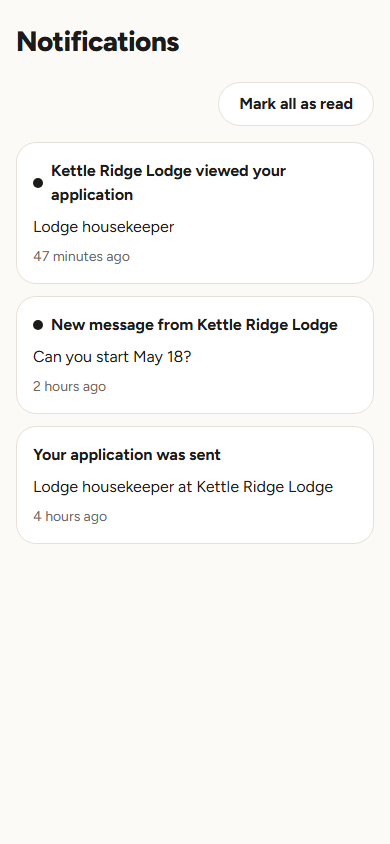 Notifications
Mark all as read
Kettle Ridge Lodge viewed your
application
Lodge housekeeper
47 minutes ago
New message from Kettle Ridge Lodge
Can you start May 18?
2 hours ago
Your application was sent
Lodge housekeeper at Kettle Ridge Lodge
4 hours ago